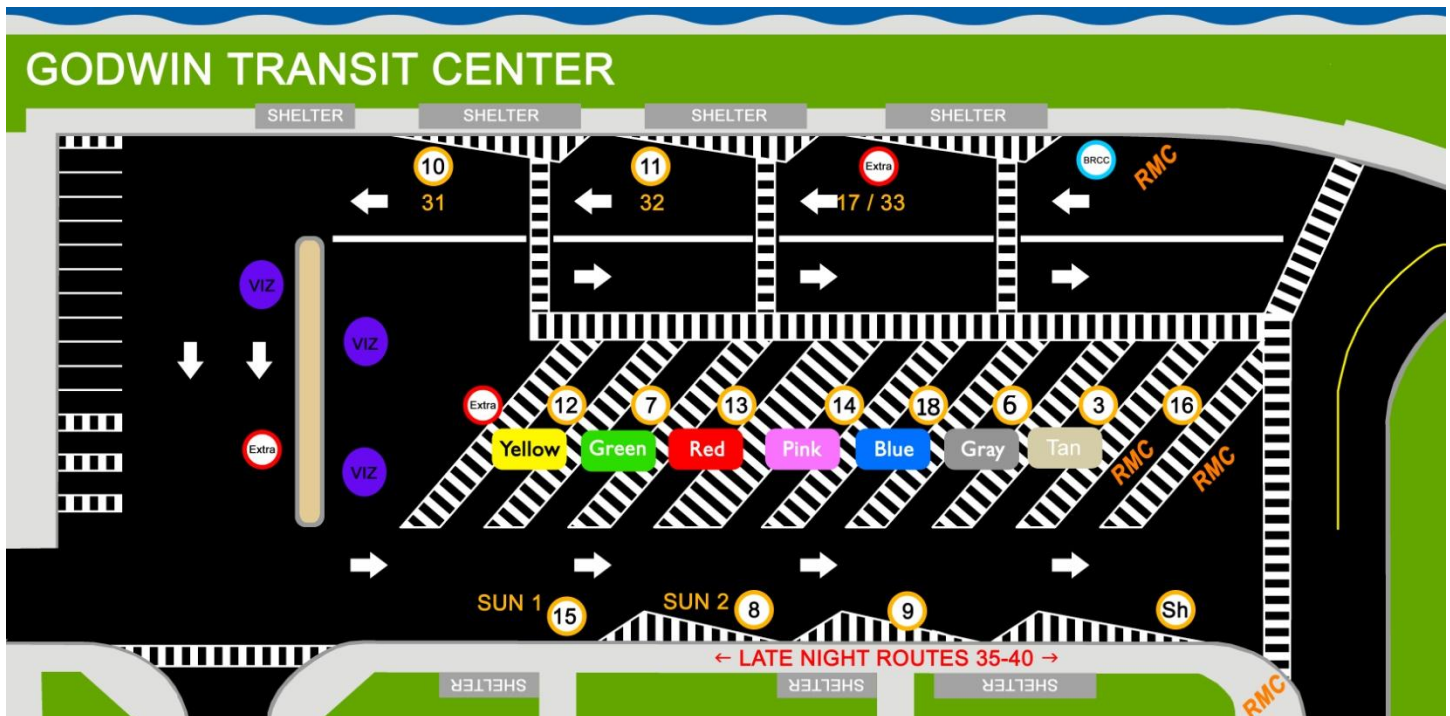 GODWIN TRANSIT CENTER
SHELTER SHELTER SHELTER SHELTER
10 11 Extra BRCC RMC
31 32 17 / 33
VIZ
VIZ
Extra 12 7 13 14 18 6 3 16
Extra Yellow Green Red Pink Blue Gray Tan RMC RMC
VIZ
SUN 1 15 SUN 2 8 9 Sh
← LATE NIGHT ROUTES 35-40 →
SHELTER SHELTER SHELTER RMC